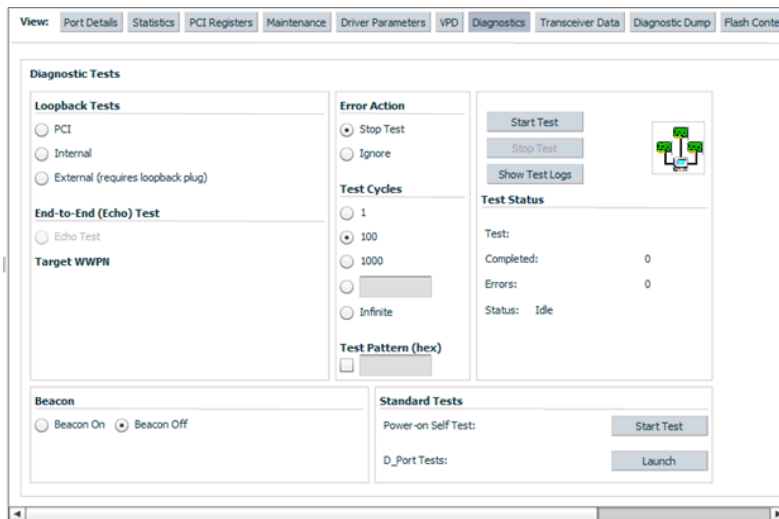 View: Port Details Statistics PCI Registers Maintenance Driver Parameters VPD Diagnostics Transceiver Data Diagnostic Dump Flash Conte
Diagnostic Tests
Loopback Tests
PCI
Internal
External (requires loopback plug)
End-to-End (Echo) Test
Echo Test
Target WWPN
Error Action
Stop Test
Ignore
Test Cycles
1
100
1000
Infinite
Test Pattern (hex)
Start Test
Stop Test
Show Test Logs
Test Status
Test:
Completed: 0
Errors: 0
Status: Idle
Beacon
Beacon On Beacon Off
Standard Tests
Power-on Self Test: Start Test
D_Port Tests: Launch